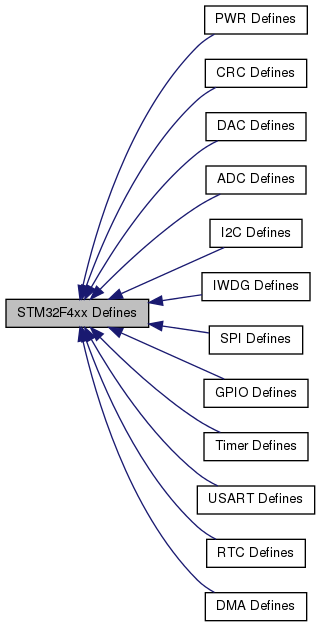 PWR Defines
CRC Defines
DAC Defines
ADC Defines
I2C Defines
IWDG Defines
STM32F4xx Defines
SPI Defines
GPIO Defines
Timer Defines
USART Defines
RTC Defines
DMA Defines